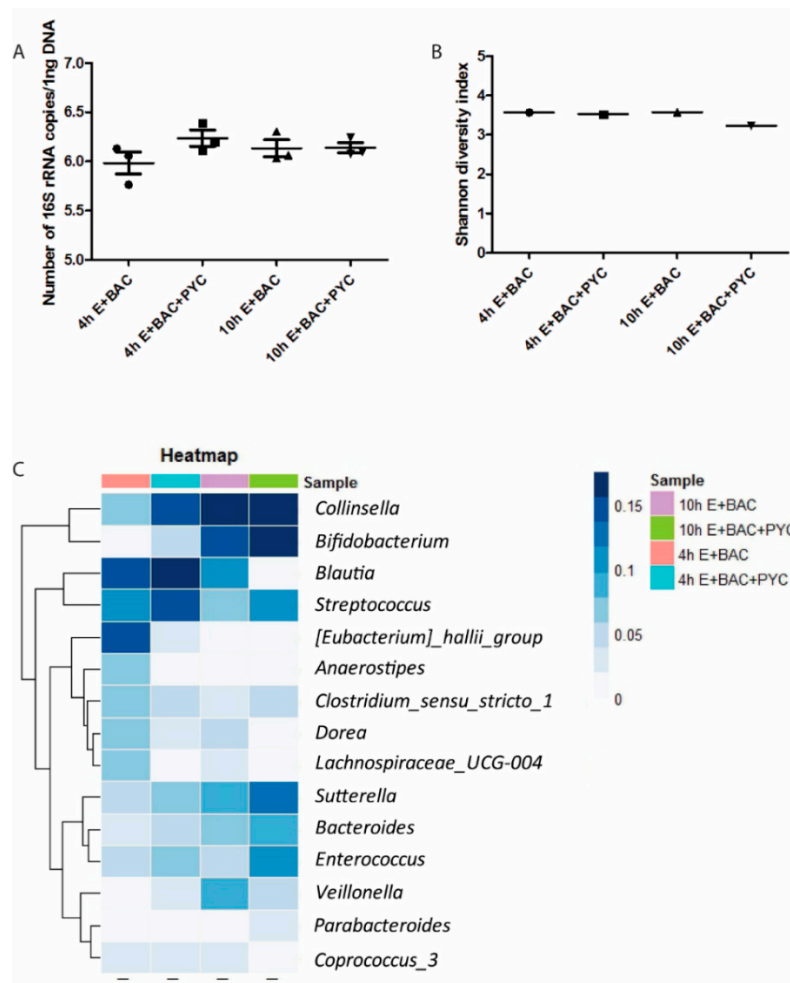 A
Number of 16S rRNA copies/1ng DNA
7.0
6.5
6.0
5.5
5.0
4h E+BAC
4h E+BAC+PYC
10h E+BAC
10h E+BAC+PYC
B
Shannon diversity index
5
4
3
2
1
0
4h E+BAC
4h E+BAC+PYC
10h E+BAC
10h E+BAC+PYC
C
Heatmap
Sample
Collinsella
Bifidobacterium
Blautia
Streptococcus
[Eubacterium]_hallii_group
Anaerostipes
Clostridium_sensu_stricto_1
Dorea
Lachnospiraceae_UCG-004
Sutterella
Bacteroides
Enterococcus
Veillonella
Parabacteroides
Coprococcus_3
0.15
0.1
0.05
0
Sample
10h E+BAC
10h E+BAC+PYC
4h E+BAC
4h E+BAC+PYC